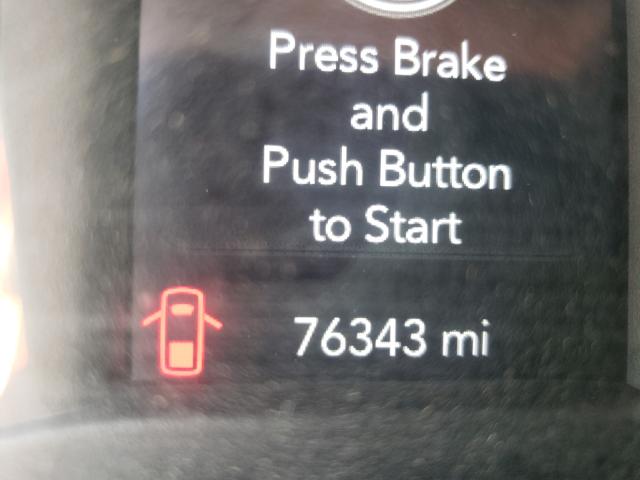 Press Brake
and
Push Button
to Start
76343 mi